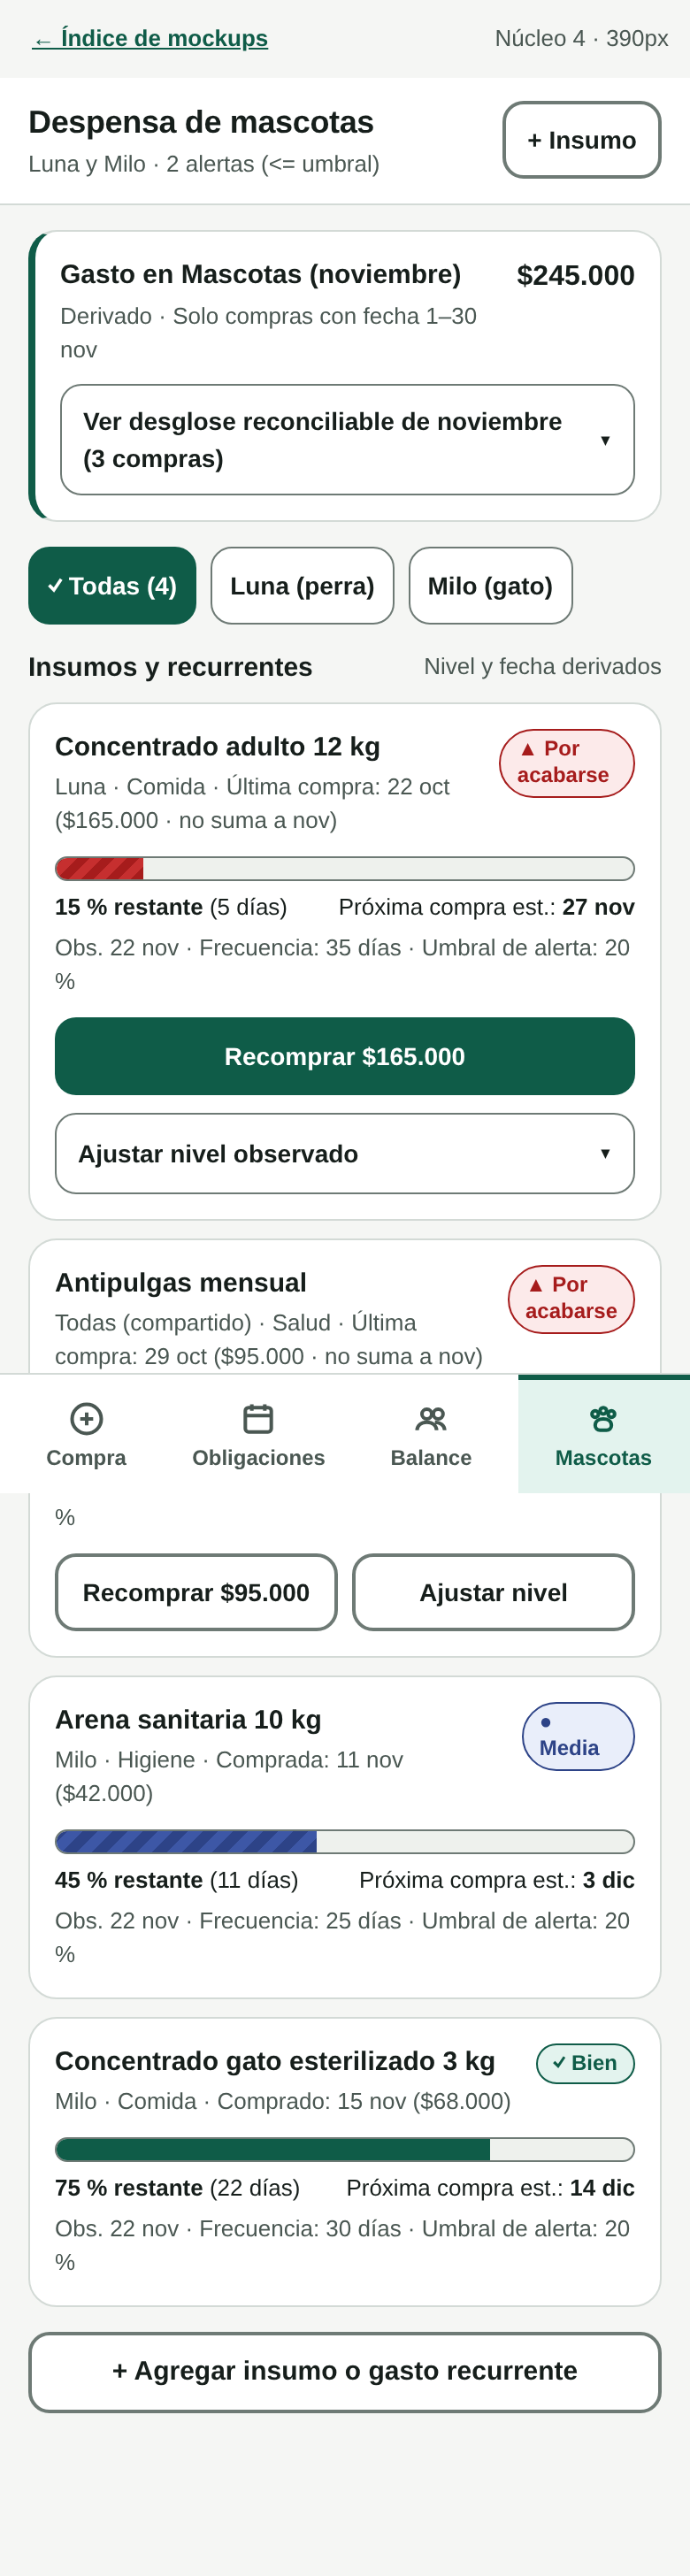 ← Índice de mockups
Núcleo 4 · 390px
Despensa de mascotas
Luna y Milo · 2 alertas (<= umbral)
+ Insumo
Gasto en Mascotas (noviembre)
$245.000
Derivado · Solo compras con fecha 1–30
nov
Ver desglose reconciliable de noviembre
(3 compras)
▼
✓ Todas (4)
Luna (perra)
Milo (gato)
Insumos y recurrentes
Nivel y fecha derivados
Concentrado adulto 12 kg
▲ Por
acabarse
Luna · Comida · Última compra: 22 oct
($165.000 · no suma a nov)
15 % restante (5 días)
Próxima compra est.: 27 nov
Obs. 22 nov · Frecuencia: 35 días · Umbral de alerta: 20
%
Recomprar $165.000
Ajustar nivel observado
▼
Antipulgas mensual
▲ Por
acabarse
Todas (compartido) · Salud · Última
compra: 29 oct ($95.000 · no suma a nov)
Compra
Obligaciones
Balance
Mascotas
%
Recomprar $95.000
Ajustar nivel
Arena sanitaria 10 kg
●
Media
Milo · Higiene · Comprada: 11 nov
($42.000)
45 % restante (11 días)
Próxima compra est.: 3 dic
Obs. 22 nov · Frecuencia: 25 días · Umbral de alerta: 20
%
Concentrado gato esterilizado 3 kg
✓ Bien
Milo · Comida · Comprado: 15 nov ($68.000)
75 % restante (22 días)
Próxima compra est.: 14 dic
Obs. 22 nov · Frecuencia: 30 días · Umbral de alerta: 20
%
+ Agregar insumo o gasto recurrente